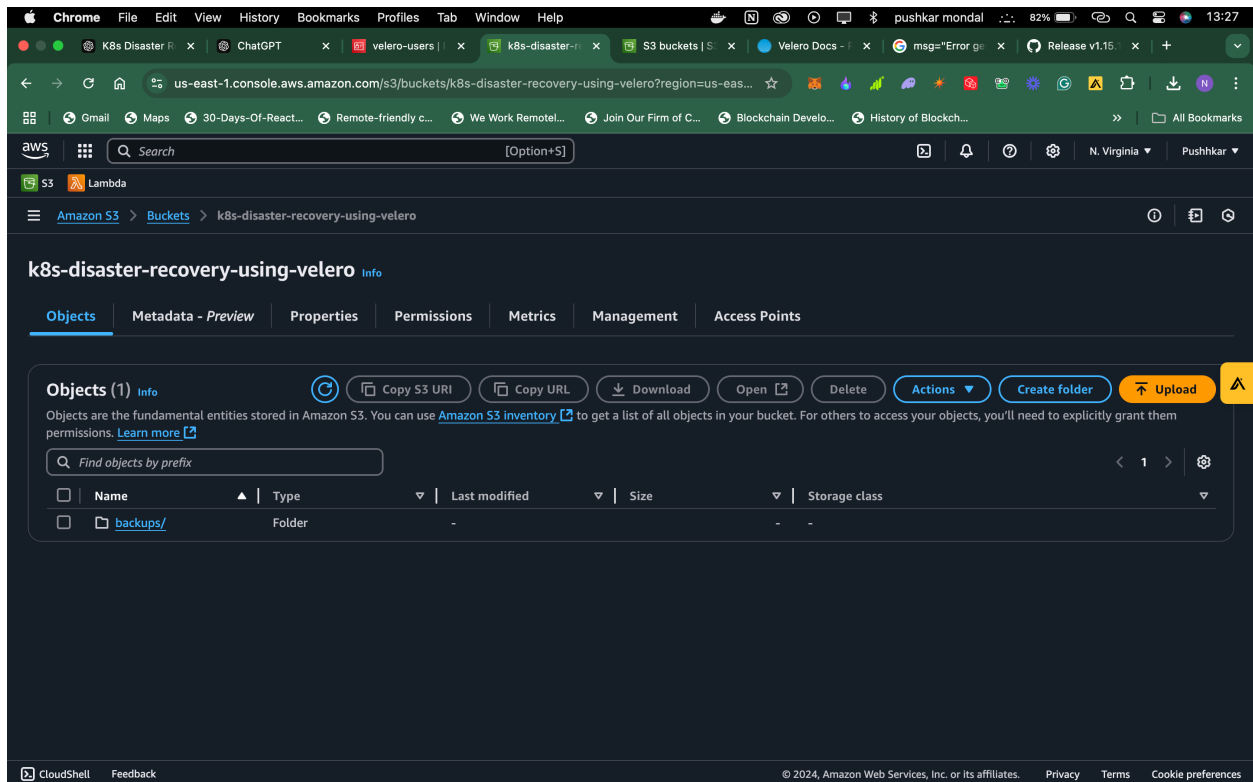 Chrome File Edit View History Bookmarks Profiles Tab Window Help pushkar mondal 82% 13:27
K8s Disaster R ChatGPT velero-users | k8s-disaster-re S3 buckets | S Velero Docs - msg="Error ge Release v1.15.
us-east-1.console.aws.amazon.com/s3/buckets/k8s-disaster-recovery-using-velero?region=us-eas...
Gmail Maps 30-Days-Of-React... Remote-friendly c... We Work Remotel... Join Our Firm of C... Blockchain Develo... History of Blockch... » All Bookmarks
aws Search [Option+S] N. Virginia Pushhkar
S3 Lambda
Amazon S3 > Buckets > k8s-disaster-recovery-using-velero
k8s-disaster-recovery-using-velero Info
Objects Metadata - Preview Properties Permissions Metrics Management Access Points
Objects (1) Info Copy S3 URI Copy URL Download Open Delete Actions Create folder Upload
Objects are the fundamental entities stored in Amazon S3. You can use Amazon S3 inventory to get a list of all objects in your bucket. For others to access your objects, you'll need to explicitly grant them
permissions. Learn more
Find objects by prefix < 1 >
Name Type Last modified Size Storage class
backups/ Folder - - -
CloudShell Feedback © 2024, Amazon Web Services, Inc. or its affiliates. Privacy Terms Cookie preferences